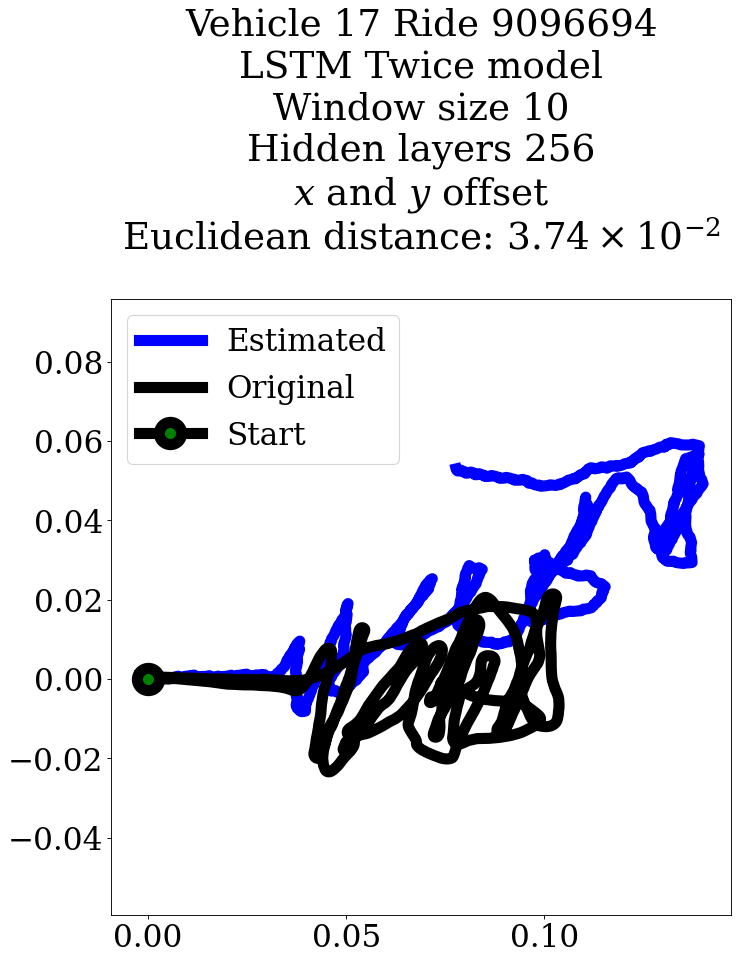 Vehicle 17 Ride 9096694
LSTM Twice model
Window size 10
Hidden layers 256
x and y offset
Euclidean distance: 3.74 × 10⁻²
Estimated
Original
Start
0.08
0.06
0.04
0.02
0.00
−0.02
−0.04
0.00 0.05 0.10